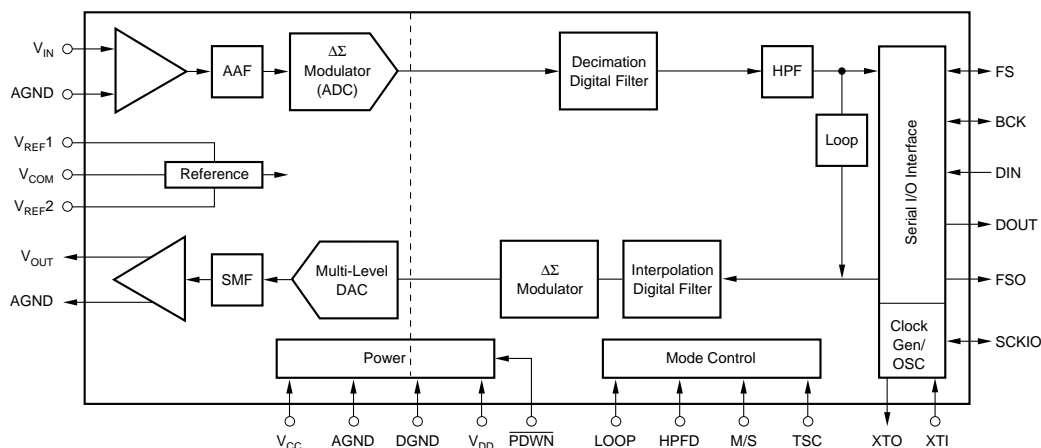 V_IN
AGND
AAF
ΔΣ
Modulator
(ADC)
Decimation
Digital Filter
HPF
Loop
Serial I/O Interface
FS
BCK
DIN
DOUT
FSO
SCKIO
V_REF1
V_COM
V_REF2
Reference
V_OUT
AGND
SMF
Multi-Level
DAC
ΔΣ
Modulator
Interpolation
Digital Filter
Clock
Gen/
OSC
Power
Mode Control
V_CC
AGND
DGND
V_DD
PDWN
LOOP
HPFD
M/S
TSC
XTO
XTI